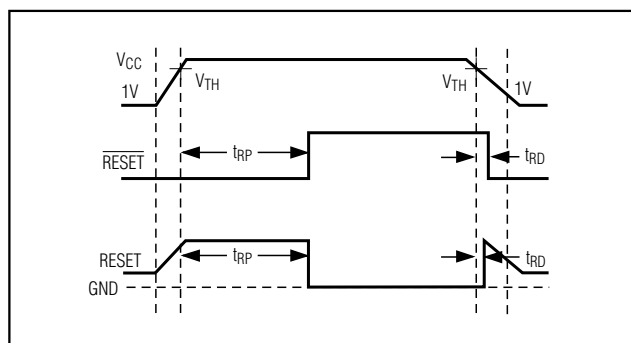 VCC
1V
VTH
VTH
1V
RESET
tRP
tRD
RESET
tRP
tRD
GND